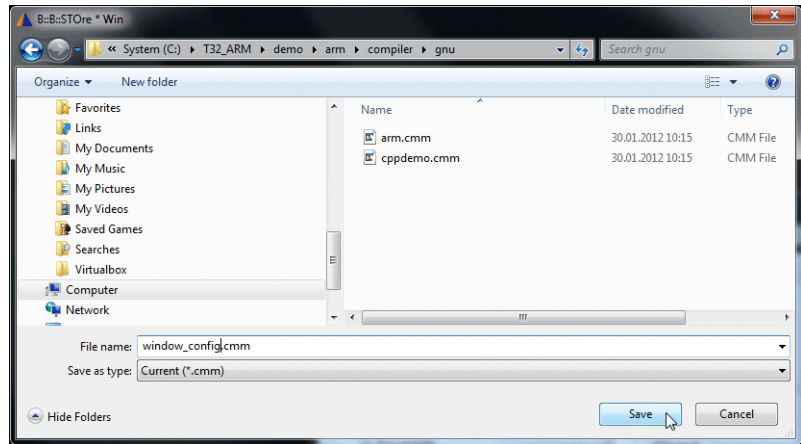 B::B::STOre * Win
« System (C:) ▸ T32_ARM ▸ demo ▸ arm ▸ compiler ▸ gnu
Search gnu
Organize ▾ New folder
Favorites
Links
My Documents
My Music
My Pictures
My Videos
Saved Games
Searches
Virtualbox
Computer
Network
Name Date modified Type
arm.cmm 30.01.2012 10:15 CMM File
cppdemo.cmm 30.01.2012 10:15 CMM File
File name: window_config.cmm
Save as type: Current (*.cmm)
Hide Folders
Save
Cancel